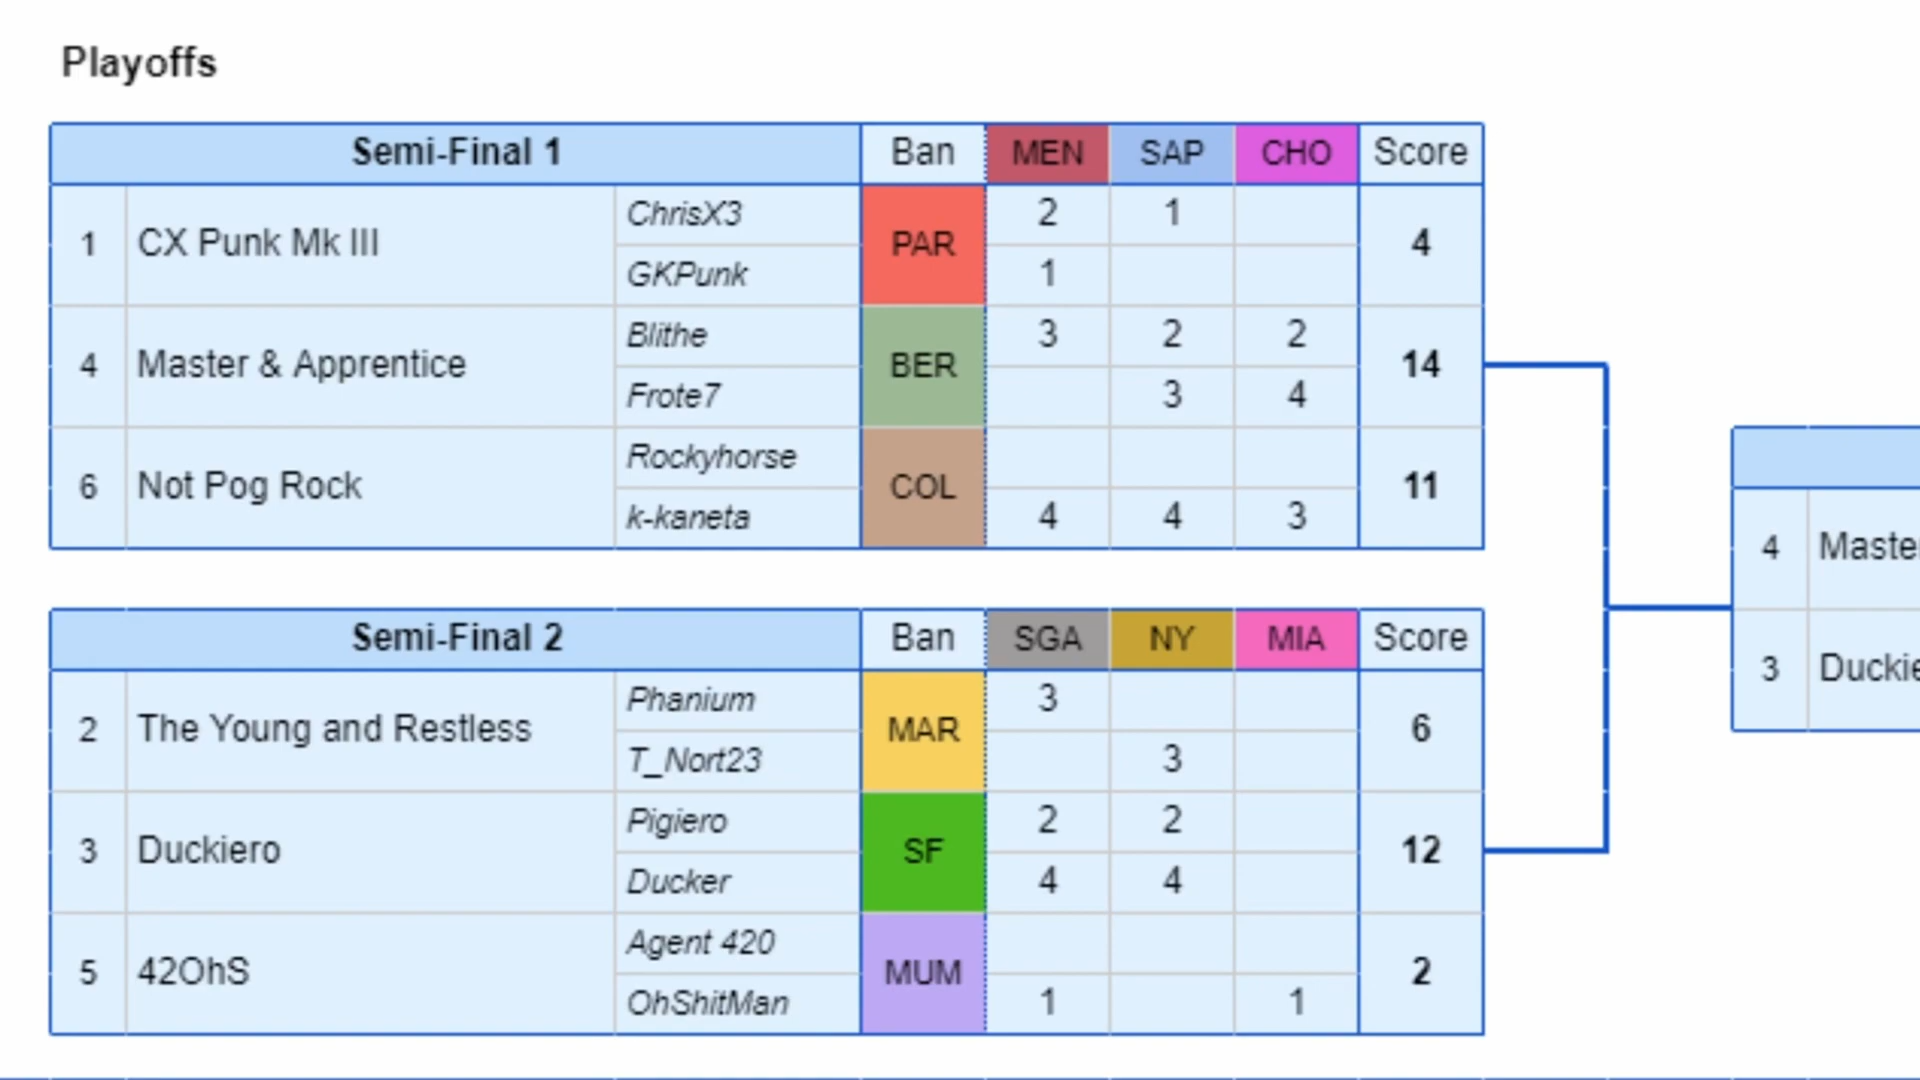 Playoffs
Semi-Final 1 Ban MEN SAP CHO Score
1 CX Punk Mk III PAR 4
ChrisX3 2 1
GKPunk 1
4 Master & Apprentice BER 14
Blithe 3 2 2
Frote7 3 4
6 Not Pog Rock COL 11
Rockyhorse
k-kaneta 4 4 3
Semi-Final 2 Ban SGA NY MIA Score
2 The Young and Restless MAR 6
Phanium 3
T_Nort23 3
3 Duckiero SF 12
Pigiero 2 2
Ducker 4 4
5 42OhS MUM 2
Agent 420
OhShitMan 1 1
4 Master
3 Duckie